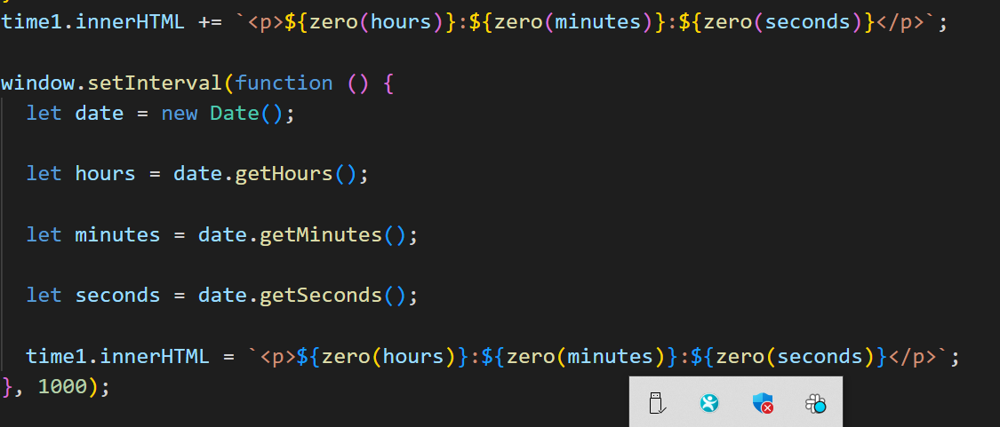 time1.innerHTML += `<p>${zero(hours)}:${zero(minutes)}:${zero(seconds)}</p>`;
window.setInterval(function () {
let date = new Date();
let hours = date.getHours();
let minutes = date.getMinutes();
let seconds = date.getSeconds();
time1.innerHTML = `<p>${zero(hours)}:${zero(minutes)}:${zero(seconds)}</p>`;
}, 1000);